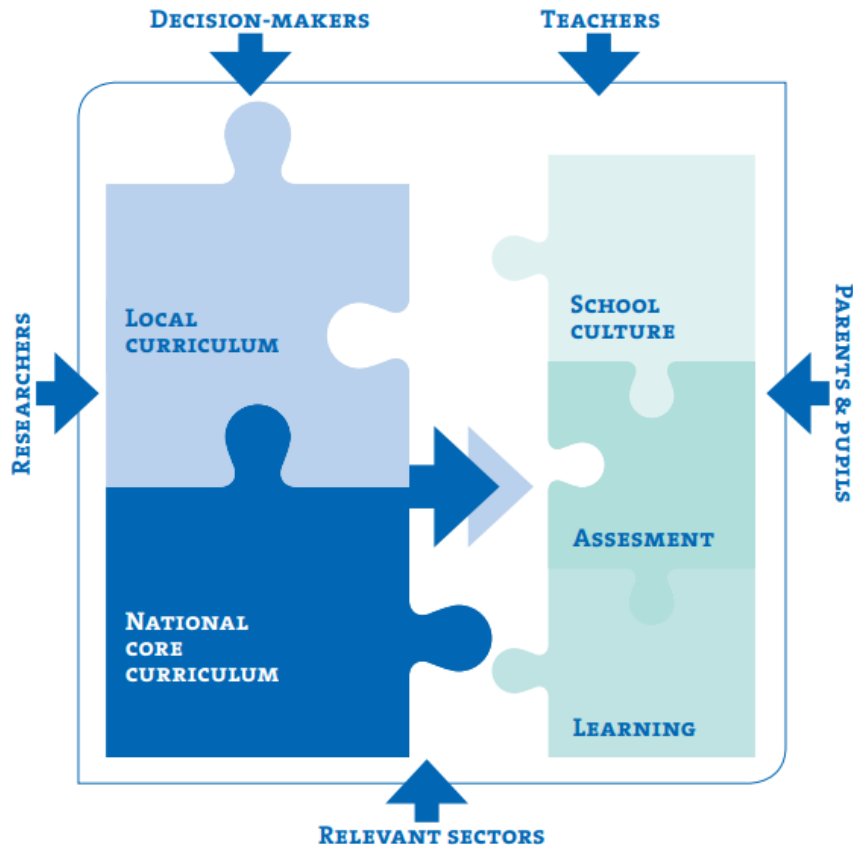 DECISION-MAKERS
TEACHERS
RESEARCHERS
LOCAL
CURRICULUM
SCHOOL
CULTURE
PARENTS & PUPILS
ASSESMENT
NATIONAL
CORE
CURRICULUM
LEARNING
RELEVANT SECTORS